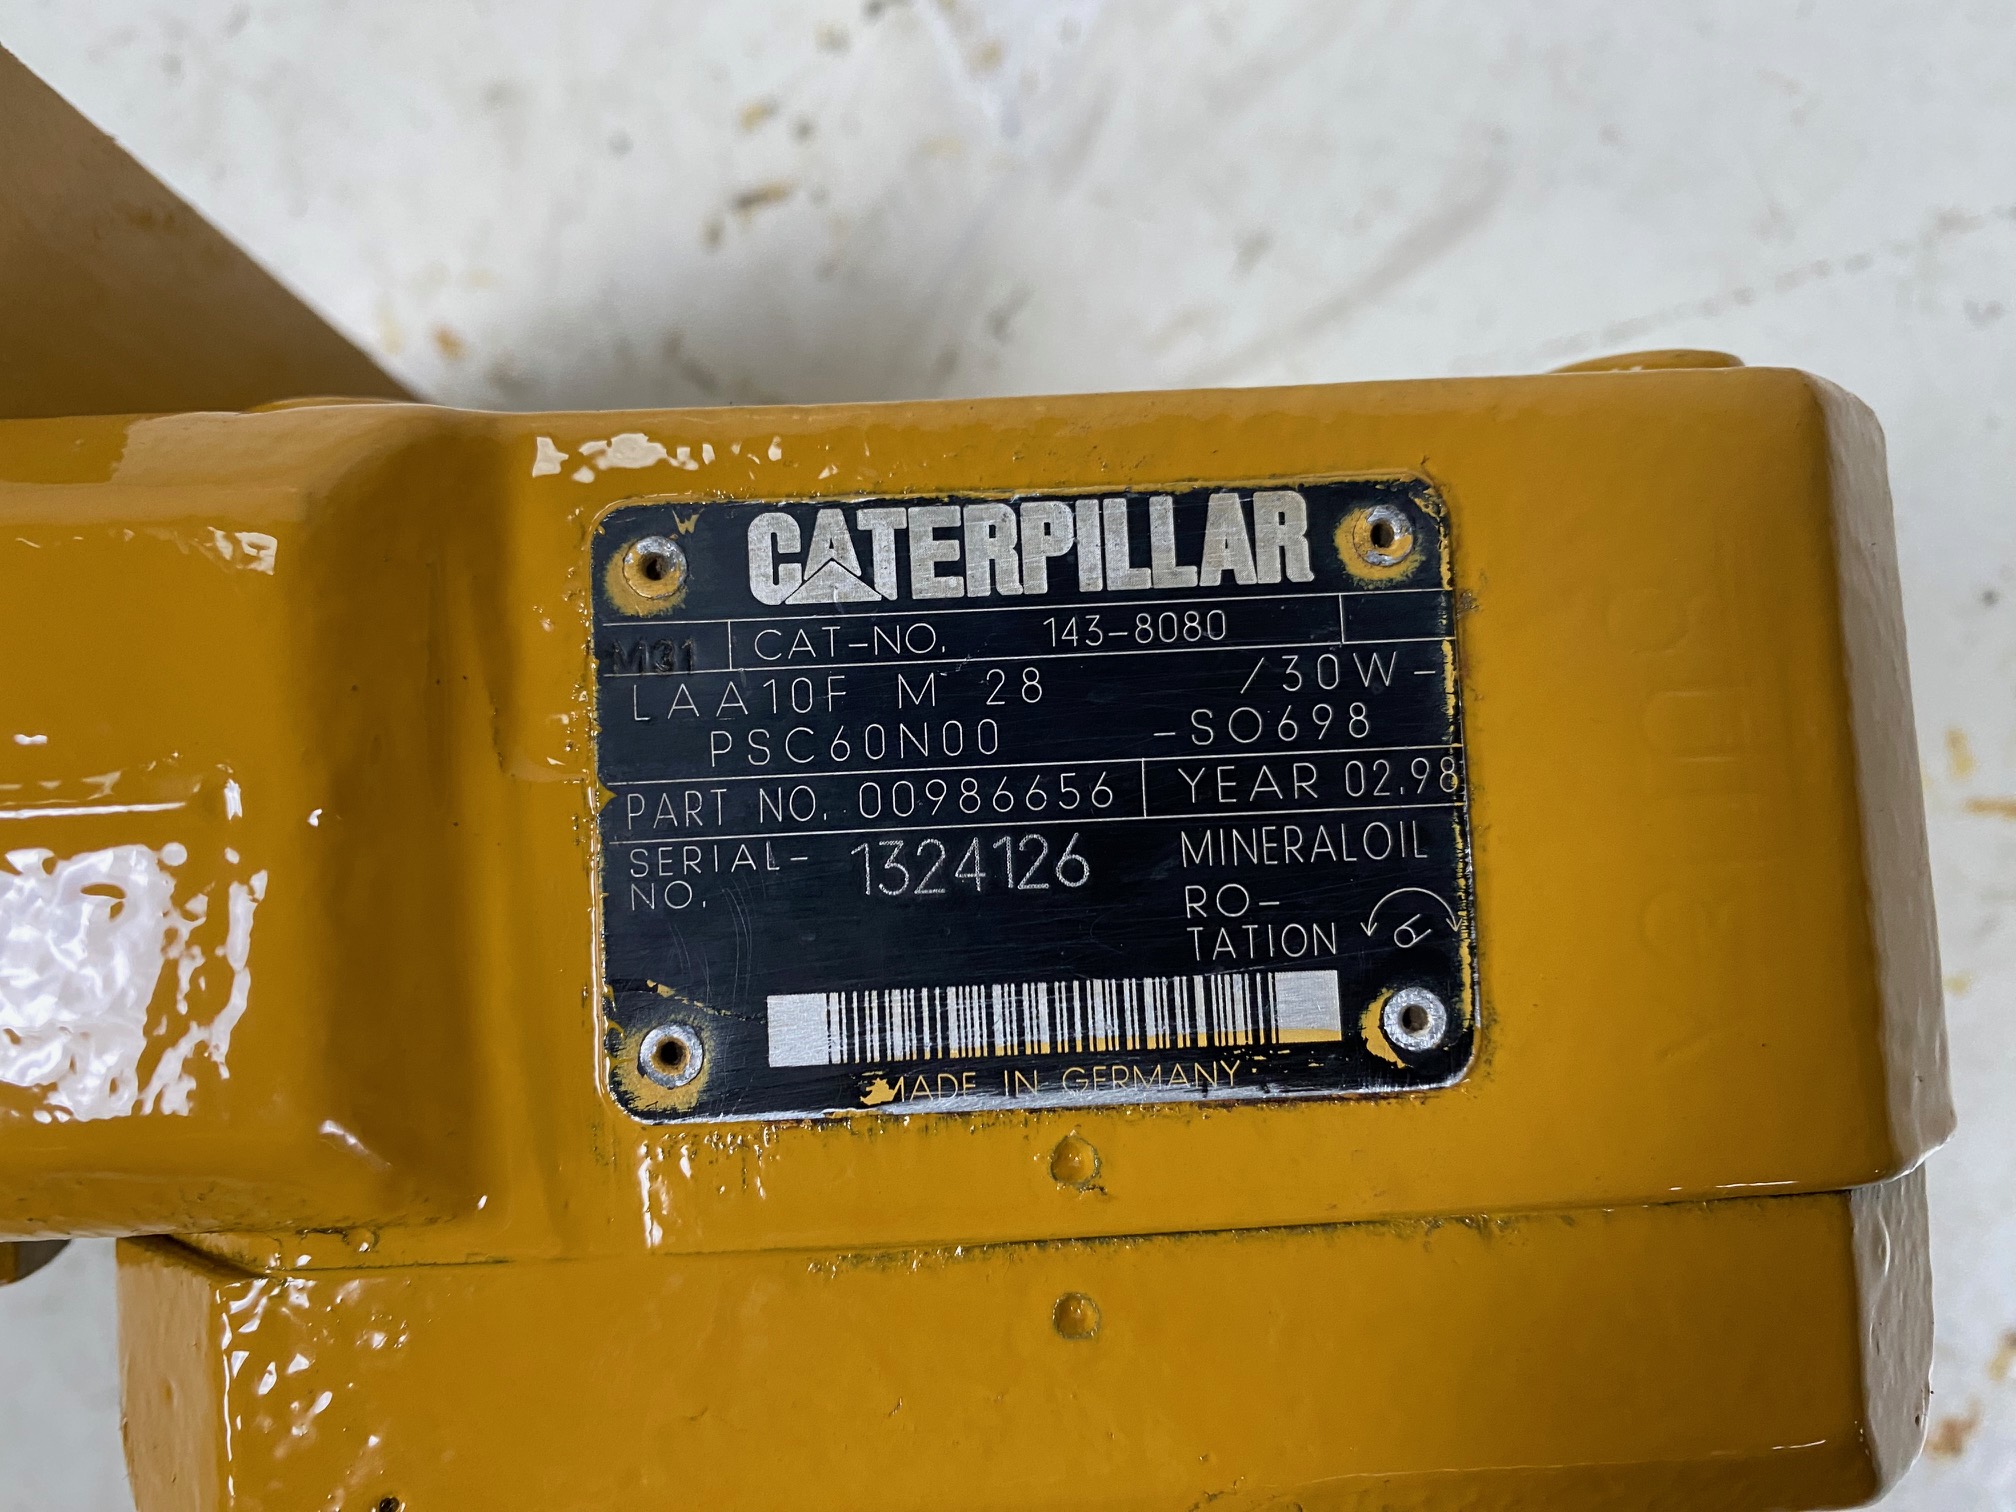 CATERPILLAR
M31 CAT-NO. 143-8080
LAA10F M 28 /30W-
PSC60N00 -SO698
PART NO. 00986656 YEAR 02.98
SERIAL-NO. 1324126 MINERALOIL
RO-
TATION
MADE IN GERMANY